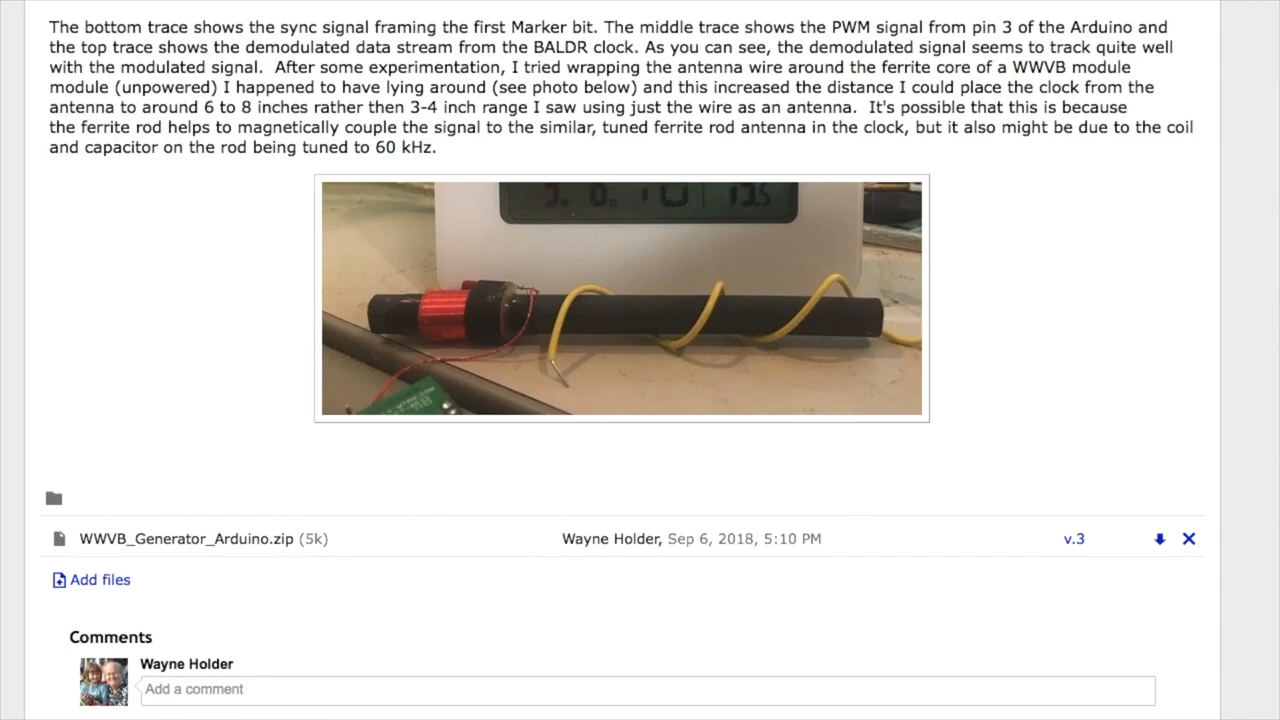 The bottom trace shows the sync signal framing the first Marker bit. The middle trace shows the PWM signal from pin 3 of the Arduino and
the top trace shows the demodulated data stream from the BALDR clock. As you can see, the demodulated signal seems to track quite well
with the modulated signal.  After some experimentation, I tried wrapping the antenna wire around the ferrite core of a WWVB module
module (unpowered) I happened to have lying around (see photo below) and this increased the distance I could place the clock from the
antenna to around 6 to 8 inches rather then 3-4 inch range I saw using just the wire as an antenna.  It's possible that this is because
the ferrite rod helps to magnetically couple the signal to the similar, tuned ferrite rod antenna in the clock, but it also might be due to the coil
and capacitor on the rod being tuned to 60 kHz.
WWVB_Generator_Arduino.zip (5k) Wayne Holder, Sep 6, 2018, 5:10 PM v.3
Add files
Comments
Wayne Holder
Add a comment